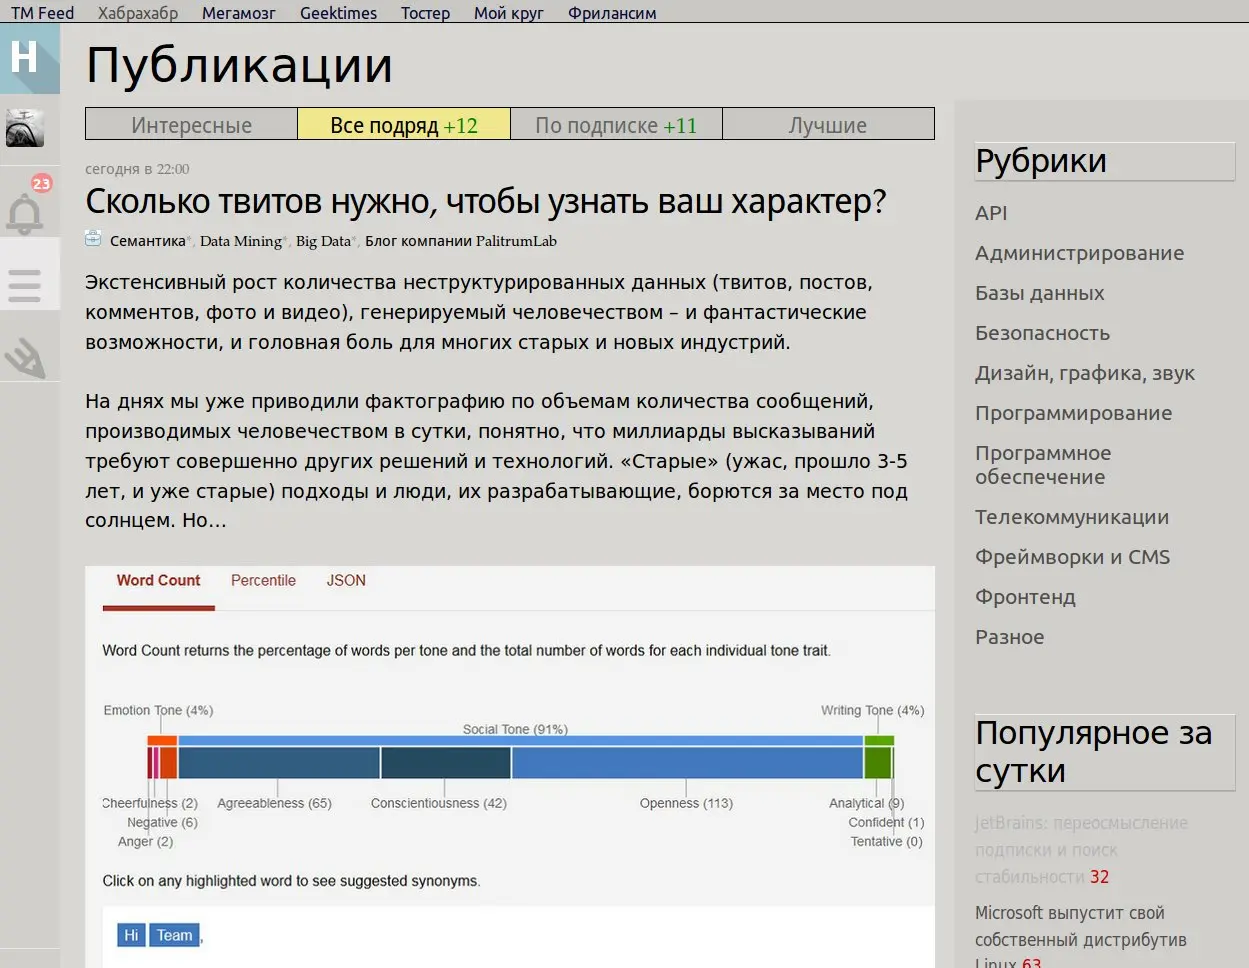 TM Feed Хабрахабр Мегамозг Geektimes Тостер Мой круг Фрилансим
H
Публикации
23
Интересные Все подряд +12 По подписке +11 Лучшие
сегодня в 22:00
Сколько твитов нужно, чтобы узнать ваш характер?
Семантика*, Data Mining*, Big Data*, Блог компании PalitrumLab
Экстенсивный рост количества неструктурированных данных (твитов, постов,
комментов, фото и видео), генерируемый человечеством – и фантастические
возможности, и головная боль для многих старых и новых индустрий.
На днях мы уже приводили фактографию по объемам количества сообщений,
производимых человечеством в сутки, понятно, что миллиарды высказываний
требуют совершенно других решений и технологий. «Старые» (ужас, прошло 3-5
лет, и уже старые) подходы и люди, их разрабатывающие, борются за место под
солнцем. Но...
Word Count Percentile JSON
Word Count returns the percentage of words per tone and the total number of words for each individual tone trait.
Emotion Tone (4%) Writing Tone (4%)
Social Tone (91%)
Cheerfulness (2) Agreeableness (65) Conscientiousness (42) Openness (113) Analytical (9)
Negative (6) Confident (1)
Anger (2) Tentative (0)
Click on any highlighted word to see suggested synonyms.
Hi Team,
Рубрики
API
Администрирование
Базы данных
Безопасность
Дизайн, графика, звук
Программирование
Программное
обеспечение
Телекоммуникации
Фреймворки и CMS
Фронтенд
Разное
Популярное за
сутки
JetBrains: переосмысление
подписки и поиск
стабильности 32
Microsoft выпустит свой
собственный дистрибутив
Linux 63